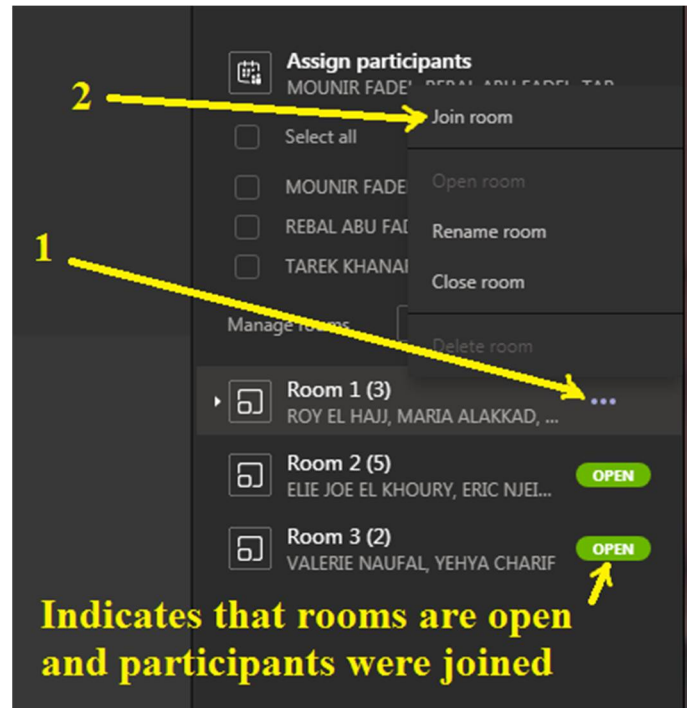 Assign participants
MOUNIR FADEL, REBAL ABU FADEL, TAR...
2
Join room
Select all
MOUNIR FADE
Open room
REBAL ABU FAD
Rename room
1
TAREK KHANAF
Close room
Manage rooms
Delete room
Room 1 (3)
ROY EL HAJJ, MARIA ALAKKAD, ...
Room 2 (5)
ELIE JOE EL KHOURY, ERIC NJEI...
OPEN
Room 3 (2)
VALERIE NAUFAL, YEHYA CHARIF
OPEN
Indicates that rooms are open
and participants were joined